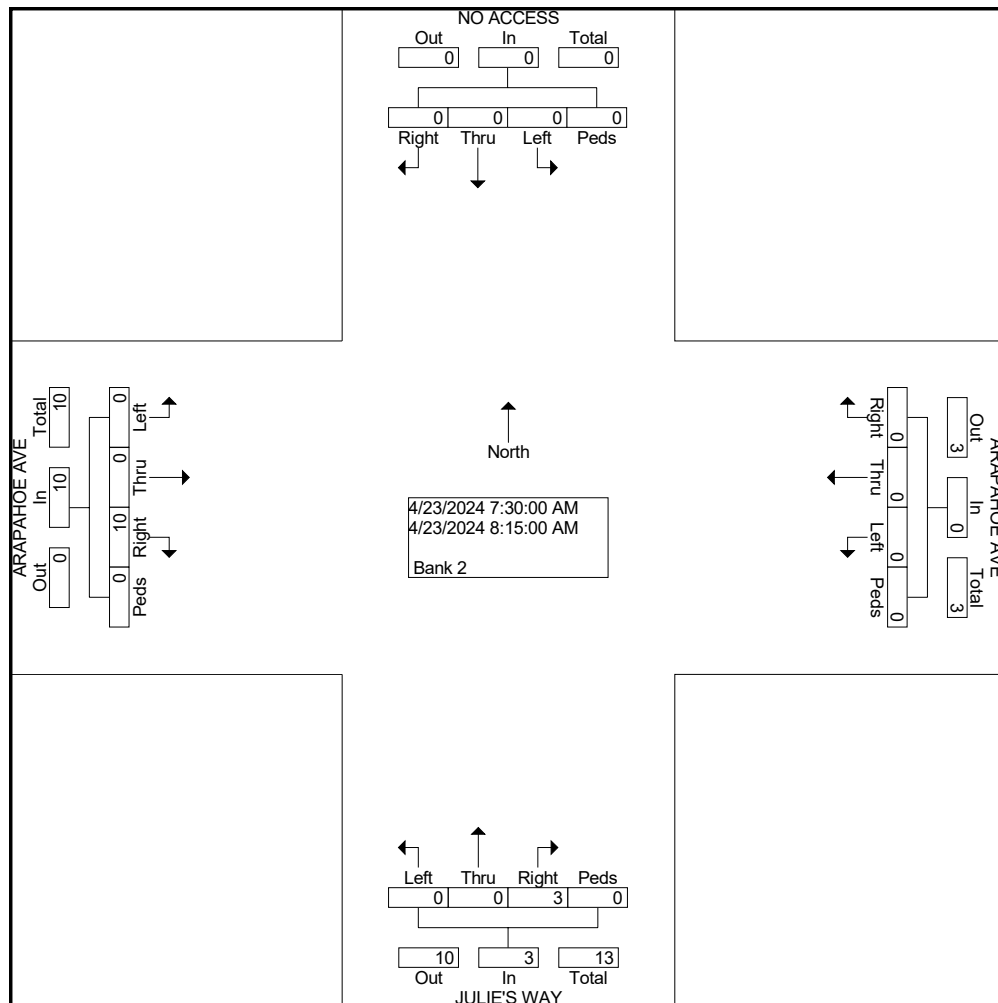 NO ACCESS
Out In Total
0 0 0
0 0 0 0
Right Thru Left Peds
ARAPAHOE AVE
Out In Total
0 10 10
0 10 0 0
Peds Right Thru Left
North
4/23/2024 7:30:00 AM
4/23/2024 8:15:00 AM
Bank 2
Right Thru Left Peds
0 0 0 0
Out In Total
3 0 3
ARAPAHOE AVE
Left Thru Right Peds
0 0 3 0
10 3 13
Out In Total
JULIE'S WAY